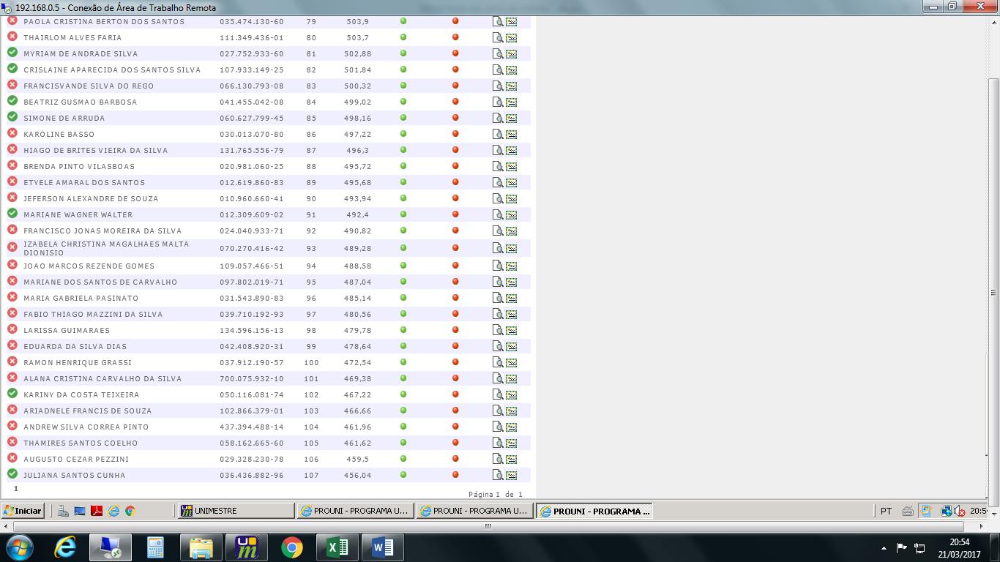 192.168.0.5 - Conexão de Área de Trabalho Remota
PAOLA CRISTINA BERTON DOS SANTOS 035.474.130-60 79 503,9
THAIRLOM ALVES FARIA 111.349.436-01 80 503,7
MYRIAM DE ANDRADE SILVA 027.752.933-60 81 502,88
CRISLAINE APARECIDA DOS SANTOS SILVA 107.933.149-25 82 501,84
FRANCISVANDE SILVA DO REGO 066.130.793-08 83 500,32
BEATRIZ GUSMAO BARBOSA 041.455.042-08 84 499,02
SIMONE DE ARRUDA 060.627.799-45 85 498,16
KAROLINE BASSO 030.013.070-80 86 497,22
HIAGO DE BRITES VIEIRA DA SILVA 131.765.556-79 87 496,3
BRENDA PINTO VILASBOAS 020.981.060-25 88 495,72
ETYELE AMARAL DOS SANTOS 012.619.860-83 89 495,68
JEFERSON ALEXANDRE DE SOUZA 010.960.660-41 90 493,94
MARIANE WAGNER WALTER 012.309.609-02 91 492,4
FRANCISCO JONAS MOREIRA DA SILVA 024.040.933-71 92 490,82
IZABELA CHRISTINA MAGALHAES MALTA
DIONISIO 070.270.416-42 93 489,28
JOAO MARCOS REZENDE GOMES 109.057.466-51 94 488,58
MARIANE DOS SANTOS DE CARVALHO 097.802.019-71 95 487,04
MARIA GABRIELA PASINATO 031.543.890-83 96 485,14
FABIO THIAGO MAZZINI DA SILVA 039.710.192-93 97 480,56
LARISSA GUIMARAES 134.596.156-13 98 479,78
EDUARDA DA SILVA DIAS 042.408.920-31 99 478,64
RAMON HENRIQUE GRASSI 037.912.190-57 100 472,54
ALANA CRISTINA CARVALHO DA SILVA 700.075.932-10 101 469,38
KARINY DA COSTA TEIXEIRA 050.116.081-74 102 467,22
ARIADNELE FRANCIS DE SOUZA 102.866.379-01 103 466,66
ANDREW SILVA CORREA PINTO 437.394.488-14 104 461,96
THAMIRES SANTOS COELHO 058.162.665-60 105 461,62
AUGUSTO CEZAR PEZZINI 029.328.230-78 106 459,5
JULIANA SANTOS CUNHA 036.436.882-96 107 456,04
1
Página 1 de 1
Iniciar UNIMESTRE PROUNI - PROGRAMA U... PROUNI - PROGRAMA U... PROUNI - PROGRAMA ... PT 20:5
20:54
21/03/2017